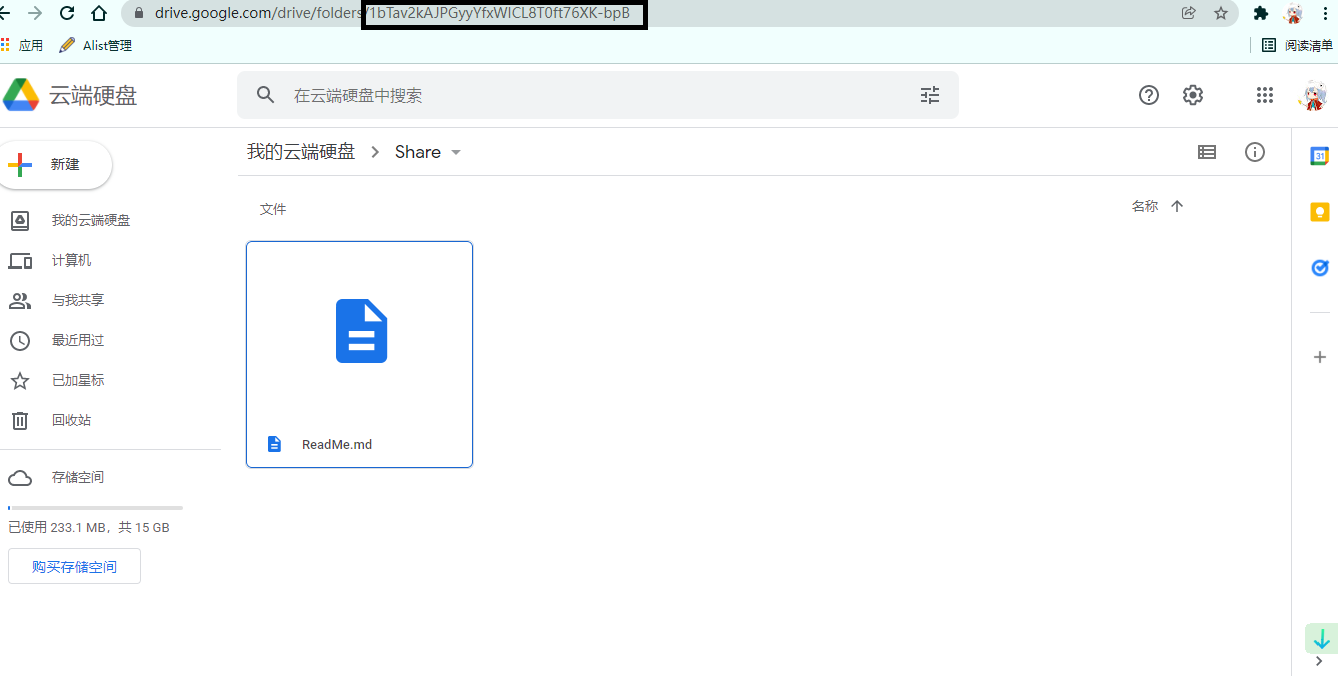 drive.google.com/drive/folders/1bTav2kAJPGyyYfxWICL8T0ft76XK-bpB
应用 Alist管理 阅读清单
云端硬盘 在云端硬盘中搜索
新建 我的云端硬盘 Share
文件 名称
我的云端硬盘
计算机
与我共享
最近用过
已加星标
回收站
存储空间
已使用 233.1 MB，共 15 GB
购买存储空间
ReadMe.md
31